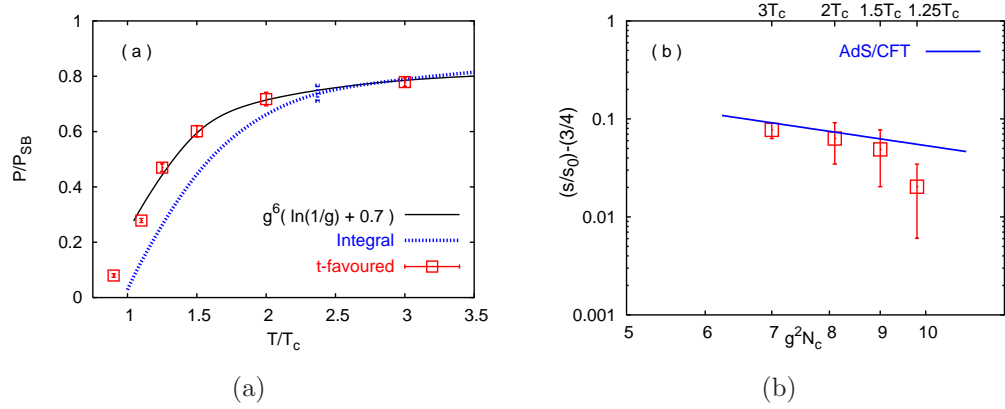 ( a )
P/P_SB
1
0.8
0.6
0.4
0.2
0
g^6( ln(1/g) + 0.7 )
Integral
t-favoured
1 1.5 2 2.5 3 3.5
T/T_c
(a)
3T_c 2T_c 1.5T_c 1.25T_c
( b )
AdS/CFT
(s/s_0)-(3/4)
1
0.1
0.01
0.001
5 6 7 8 9 10
g^2N_c
(b)